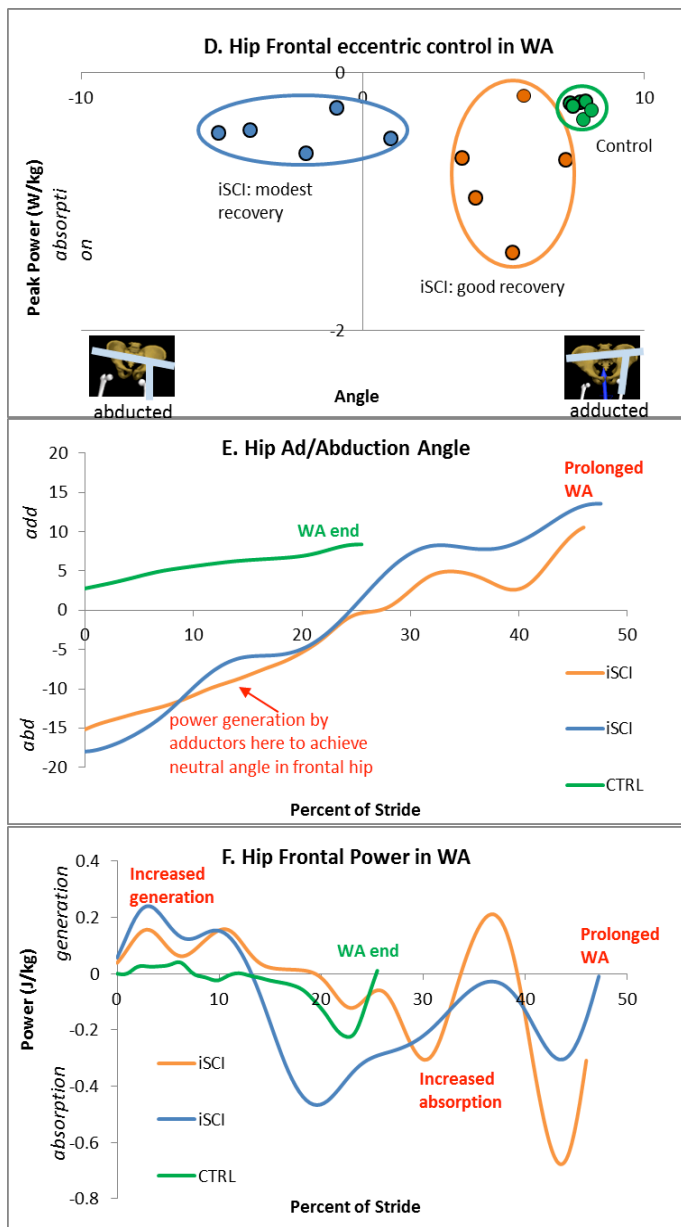 D. Hip Frontal eccentric control in WA
0
-10
0
10
Control
iSCI: modest
recovery
iSCI: good recovery
Peak Power (W/kg)
absorpti
on
-2
abducted
Angle
adducted
E. Hip Ad/Abduction Angle
20
15
10
5
0
-5
-10
-15
-20
add
abd
Prolonged
WA
WA end
0
10
20
30
40
50
power generation by
adductors here to achieve
neutral angle in frontal hip
iSCI
iSCI
CTRL
Percent of Stride
F. Hip Frontal Power in WA
0.4
0.2
0
-0.2
-0.4
-0.6
-0.8
generation
Power (J/kg)
absorption
Increased
generation
WA end
Prolonged
WA
0
10
20
30
40
50
Increased
absorption
iSCI
iSCI
CTRL
Percent of Stride